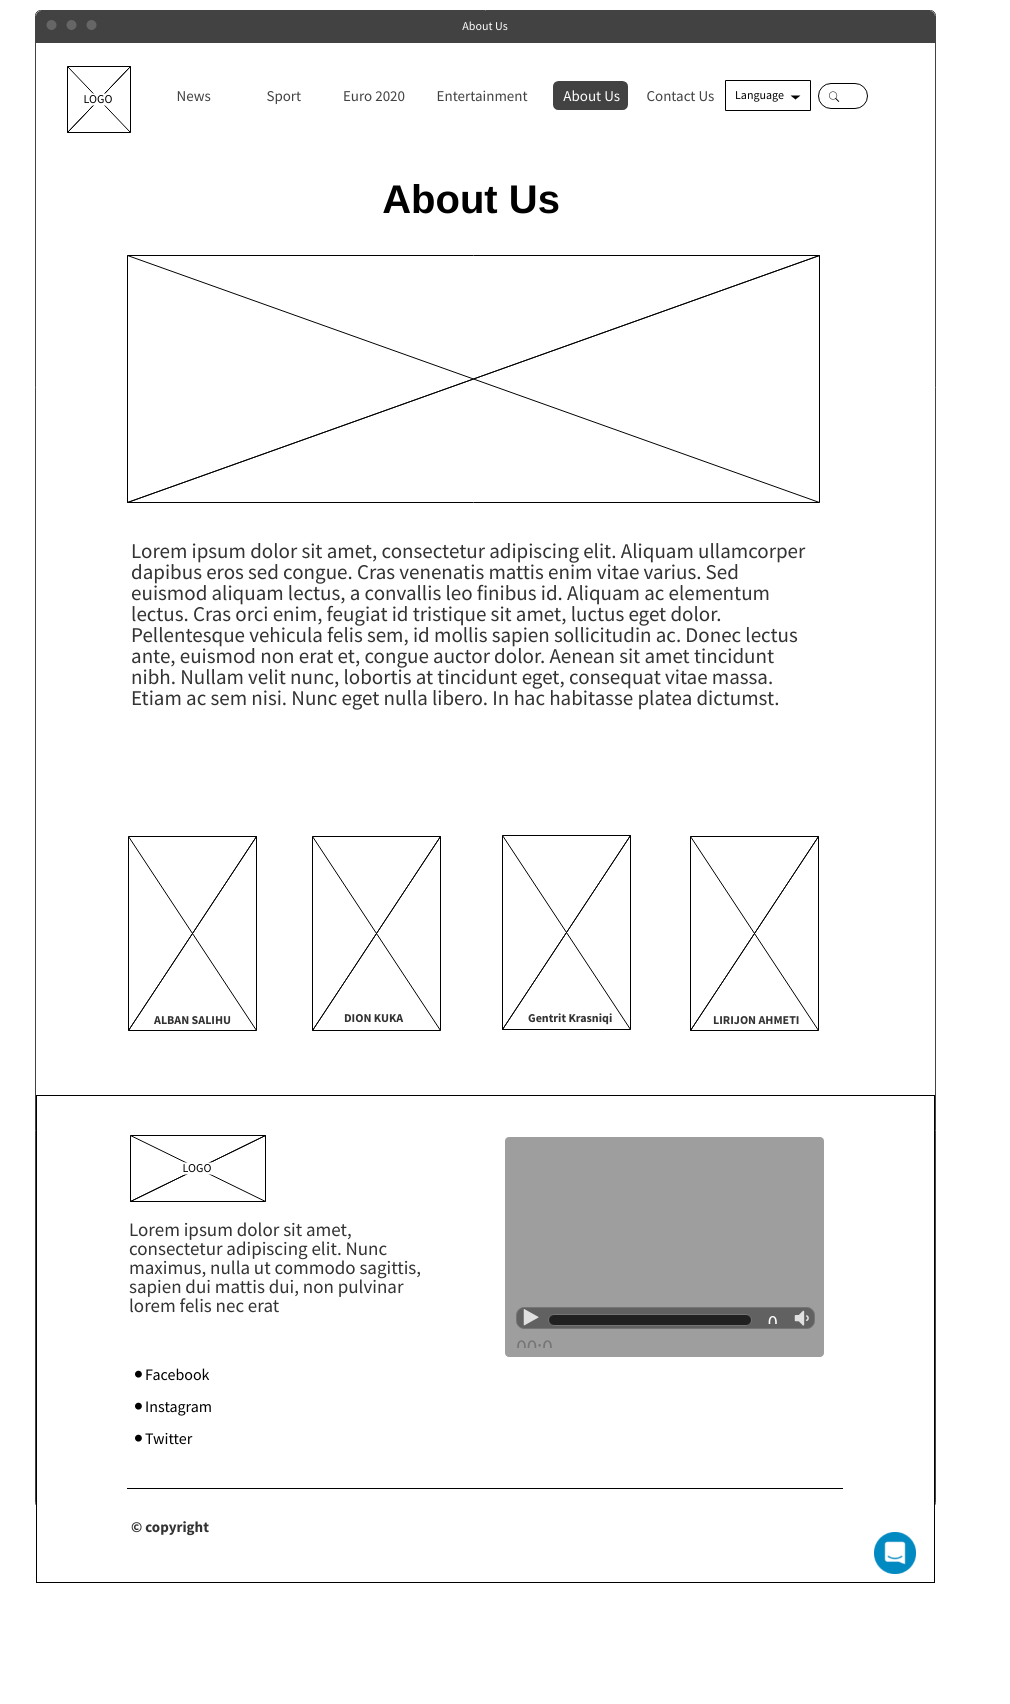 About Us
LOGO
News
Sport
Euro 2020
Entertainment
About Us
Contact Us
Language
About Us
Lorem ipsum dolor sit amet, consectetur adipiscing elit. Aliquam ullamcorper
dapibus eros sed congue. Cras venenatis mattis enim vitae varius. Sed
euismod aliquam lectus, a convallis leo finibus id. Aliquam ac elementum
lectus. Cras orci enim, feugiat id tristique sit amet, luctus eget dolor.
Pellentesque vehicula felis sem, id mollis sapien sollicitudin ac. Donec lectus
ante, euismod non erat et, congue auctor dolor. Aenean sit amet tincidunt
nibh. Nullam velit nunc, lobortis at tincidunt eget, consequat vitae massa.
Etiam ac sem nisi. Nunc eget nulla libero. In hac habitasse platea dictumst.
ALBAN SALIHU
DION KUKA
Gentrit Krasniqi
LIRIJON AHMETI
LOGO
Lorem ipsum dolor sit amet,
consectetur adipiscing elit. Nunc
maximus, nulla ut commodo sagittis,
sapien dui mattis dui, non pulvinar
lorem felis nec erat
Facebook
Instagram
Twitter
© copyright